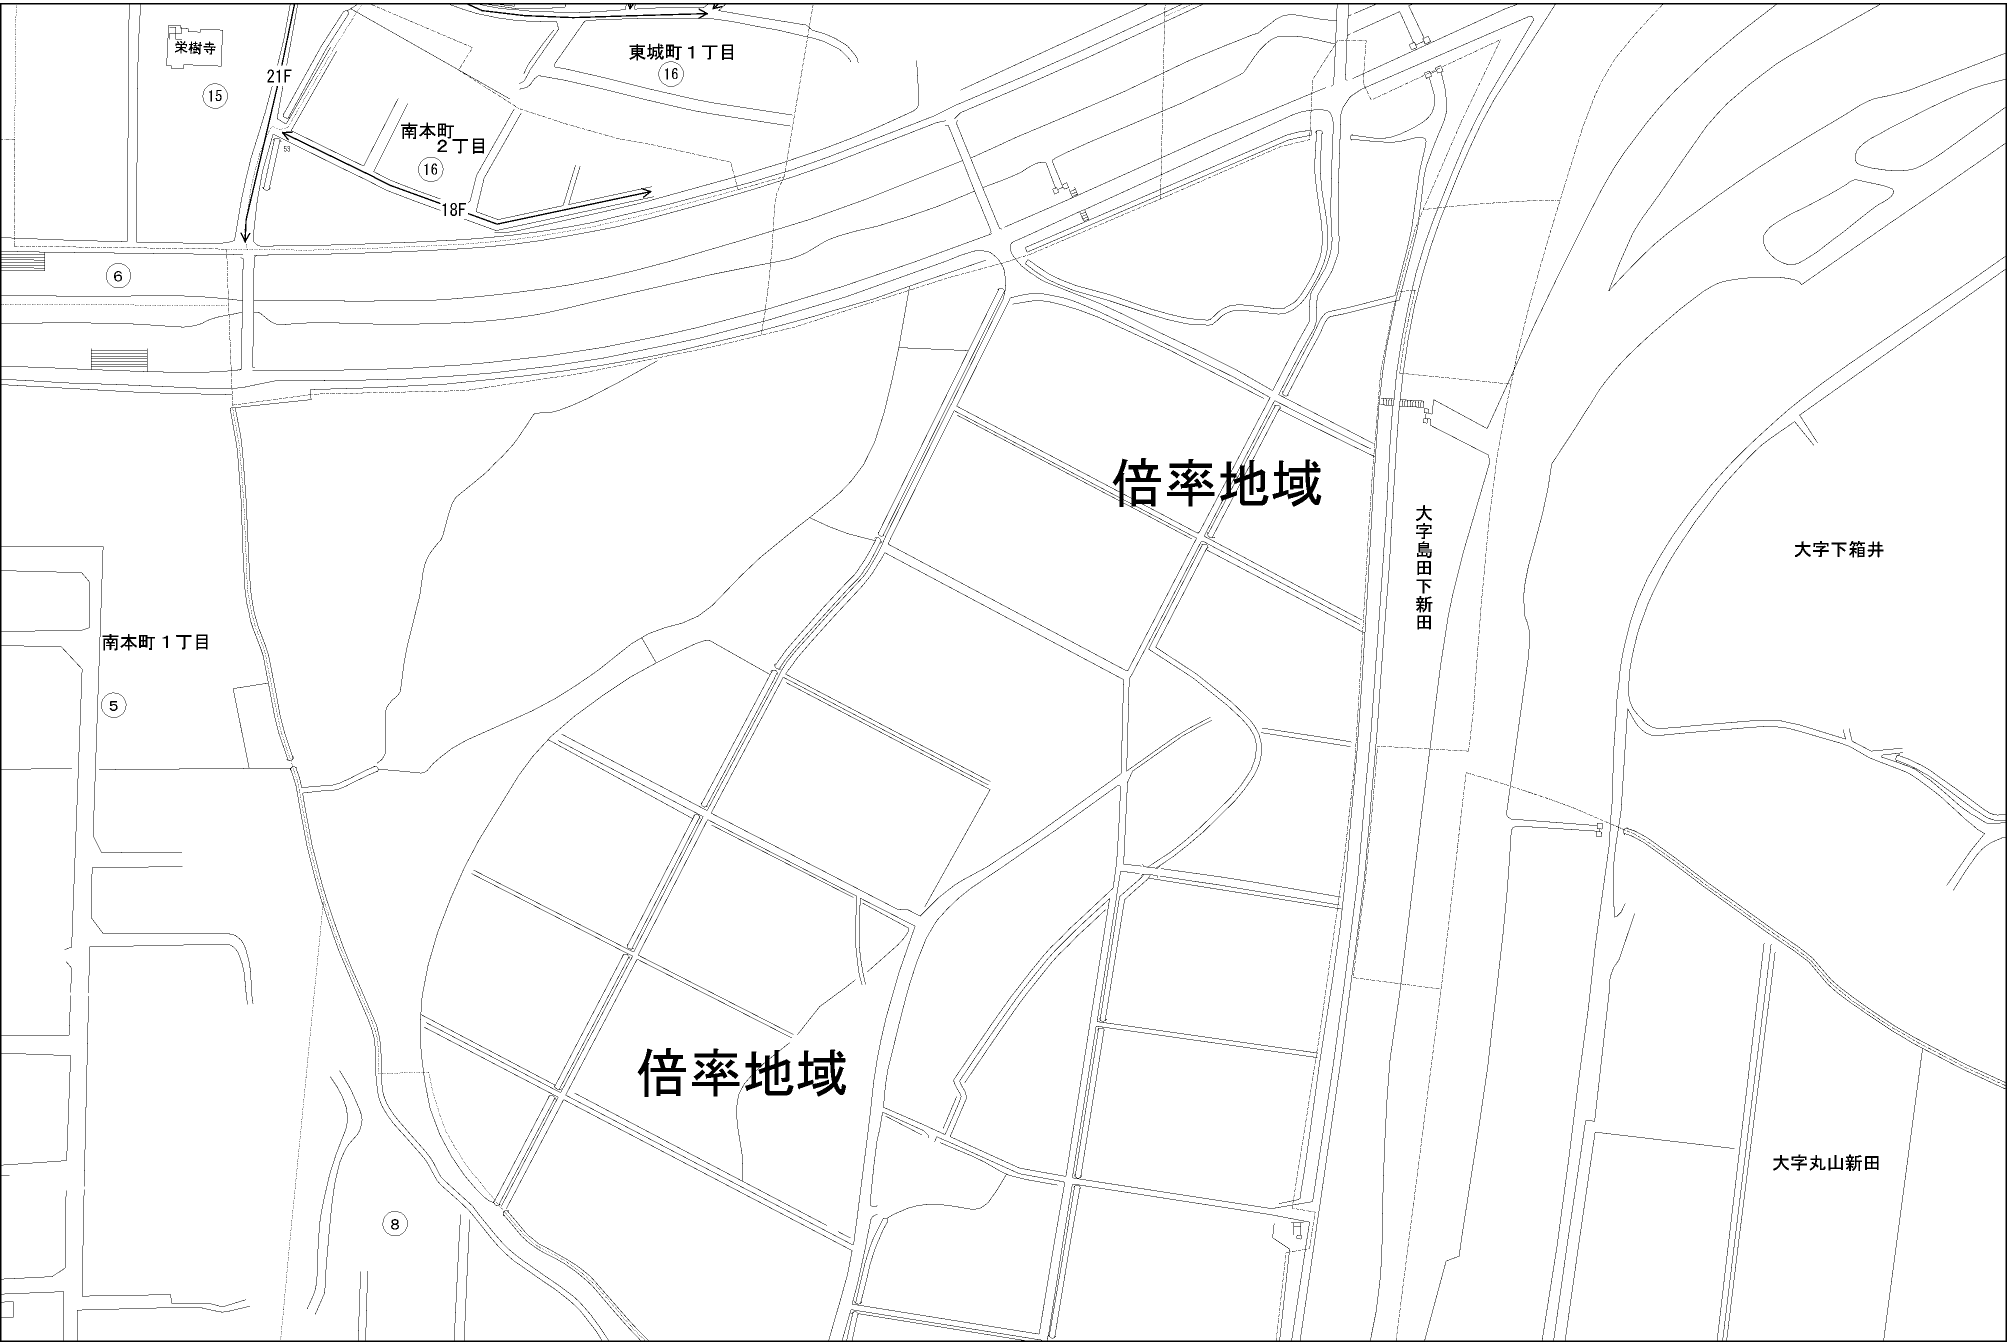 栄樹寺
東城町1丁目
16
21F
15
南本町
2丁目
53
16
18F
6
倍率地域
大字島田下新田
大字下箱井
南本町1丁目
5
倍率地域
大字丸山新田
8